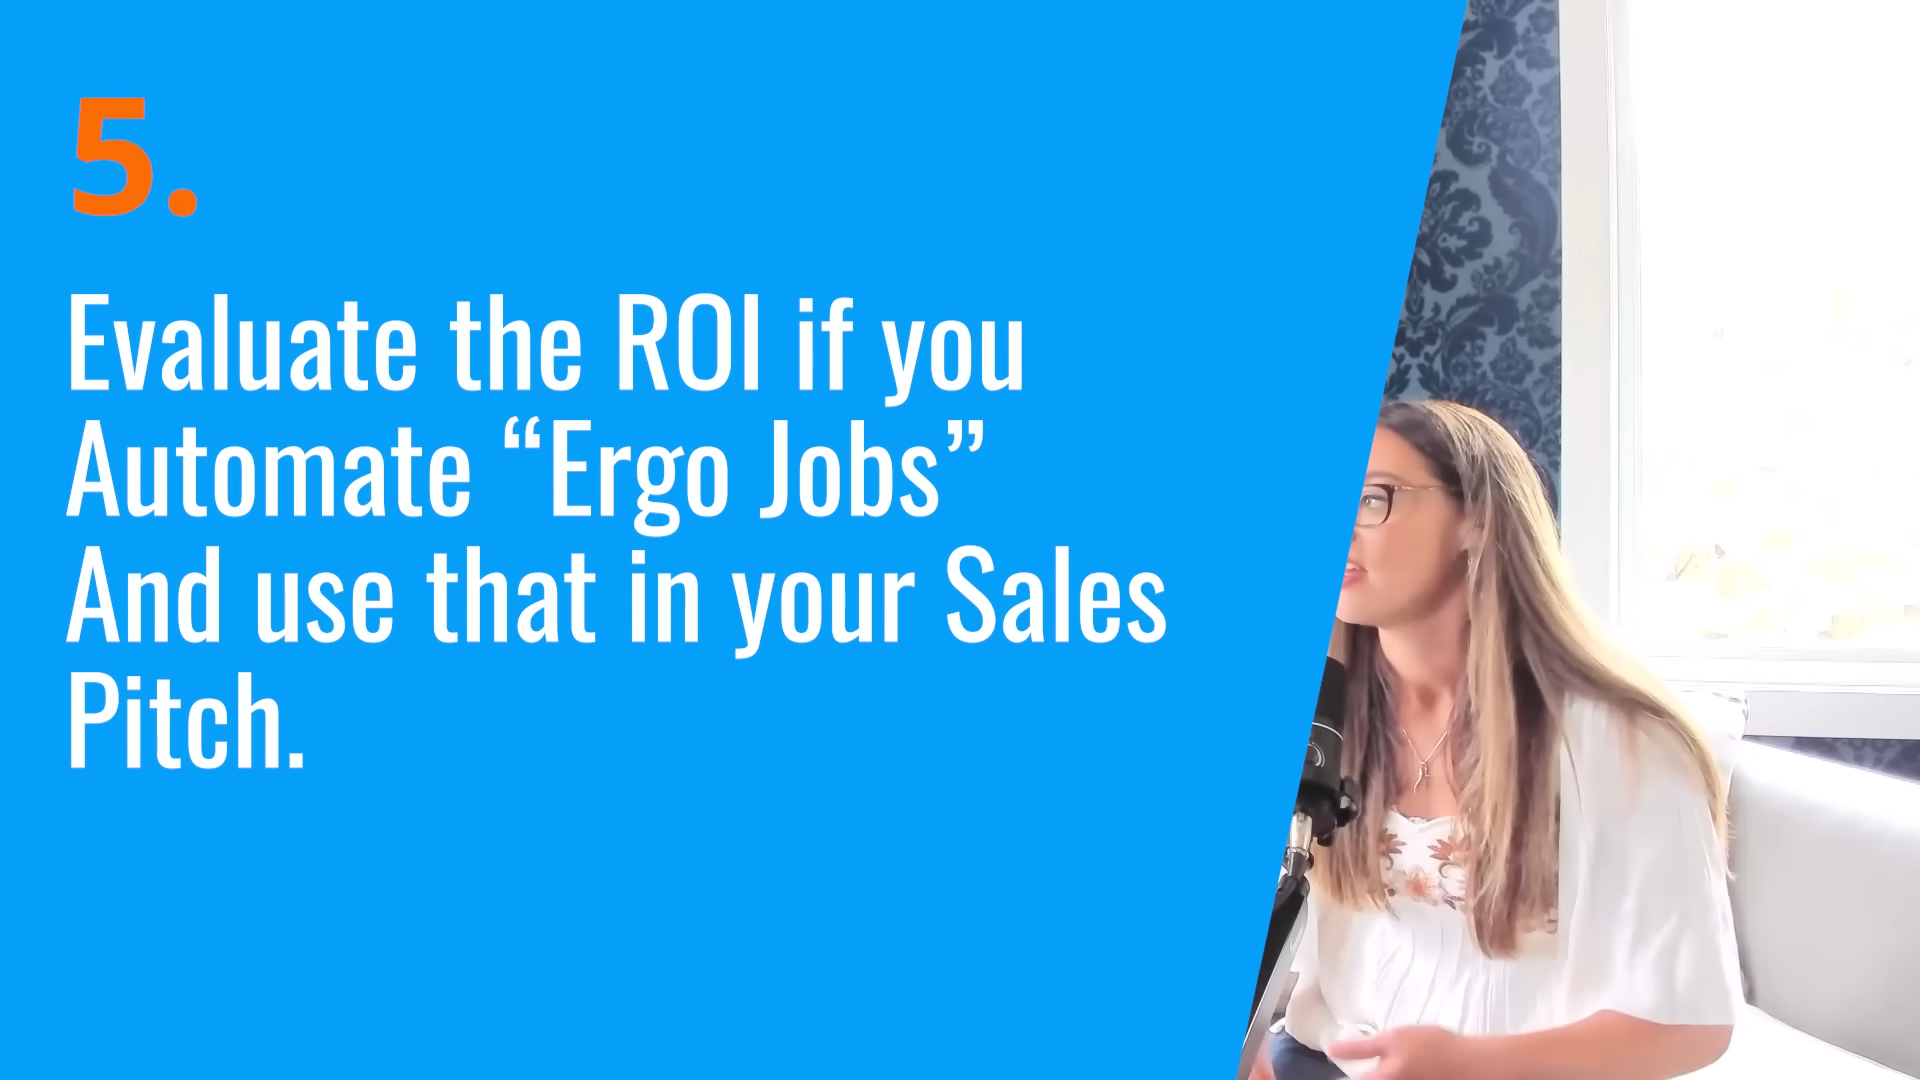 5.
Evaluate the ROI if you
Automate “Ergo Jobs”
And use that in your Sales
Pitch.